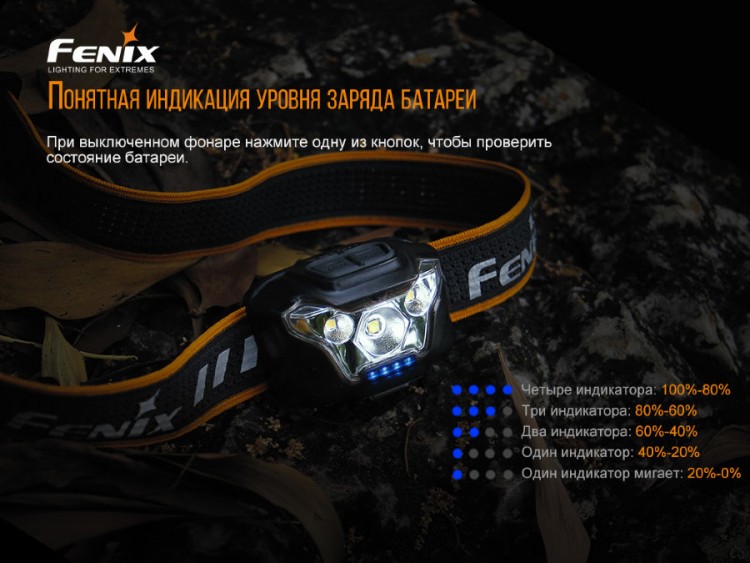 FENIX
LIGHTING FOR EXTREMES
Понятная индикация уровня заряда батареи
При выключенном фонаре нажмите одну из кнопок, чтобы проверить
состояние батареи.
FENIX
FENIX
Четыре индикатора: 100%-80%
Три индикатора: 80%-60%
Два индикатора: 60%-40%
Один индикатор: 40%-20%
Один индикатор мигает: 20%-0%